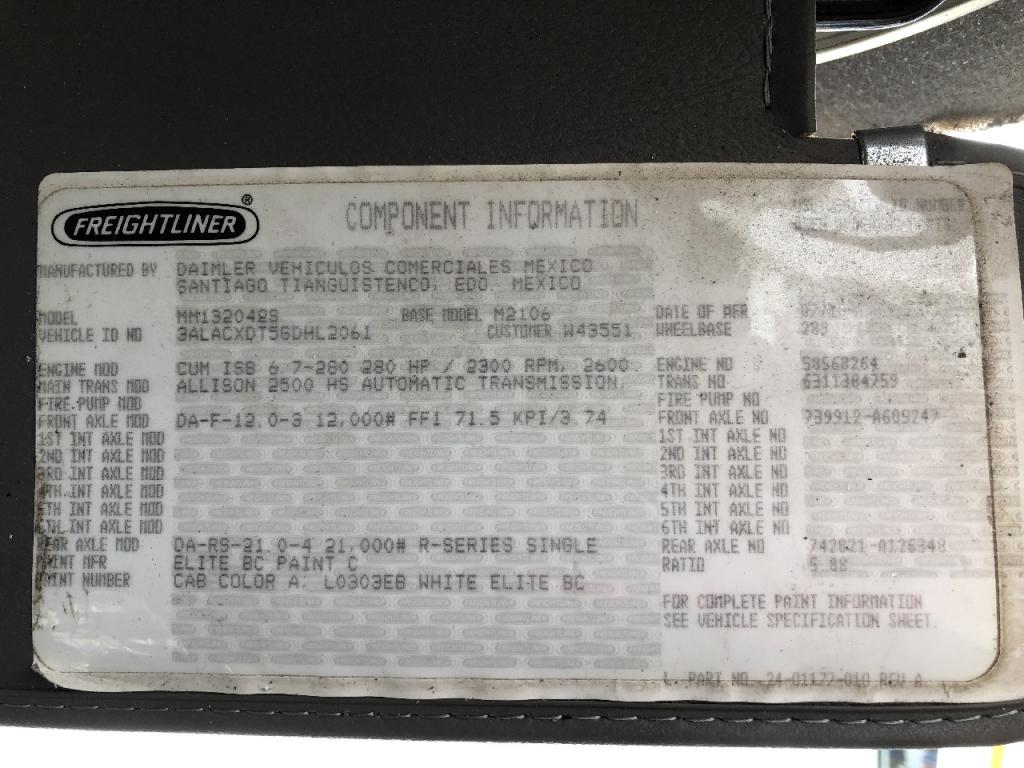 FREIGHTLINER ®
COMPONENT INFORMATION
MANUFACTURED BY DAIMLER VEHICULOS COMERCIALES MEXICO
SANTIAGO TIANGUISTENCO, EDO. MEXICO
MODEL MM132042S BASE MODEL M2106 DATE OF MFR
VEHICLE ID NO 3ALACXDT5GDHL2061 CUSTOMER W43551 WHEELBASE
ENGINE MOD CUM ISB 6.7-280 280 HP / 2300 RPM, 2600 ENGINE NO
MAIN TRANS MOD ALLISON 2500 HS AUTOMATIC TRANSMISSION, TRANS NO 6311384759
FIRE PUMP MOD FIRE PUMP NO
FRONT AXLE MOD DA-F-12.0-3 12,000# FF1 71.5 KPI/3.74 FRONT AXLE NO
1ST INT AXLE MOD 1ST INT AXLE NO
2ND INT AXLE MOD 2ND INT AXLE NO
3RD INT AXLE MOD 3RD INT AXLE NO
4TH INT AXLE MOD 4TH INT AXLE NO
5TH INT AXLE MOD 5TH INT AXLE NO
6TH INT AXLE MOD 6TH INT AXLE NO
REAR AXLE MOD DA-RS-21.0-4 21,000# R-SERIES SINGLE REAR AXLE NO
PAINT MFR ELITE BC PAINT C RATIO
PAINT NUMBER CAB COLOR A: L0303EB WHITE ELITE BC
FOR COMPLETE PAINT INFORMATION
SEE VEHICLE SPECIFICATION SHEET.
PART NO. 24-01177-010 REV A